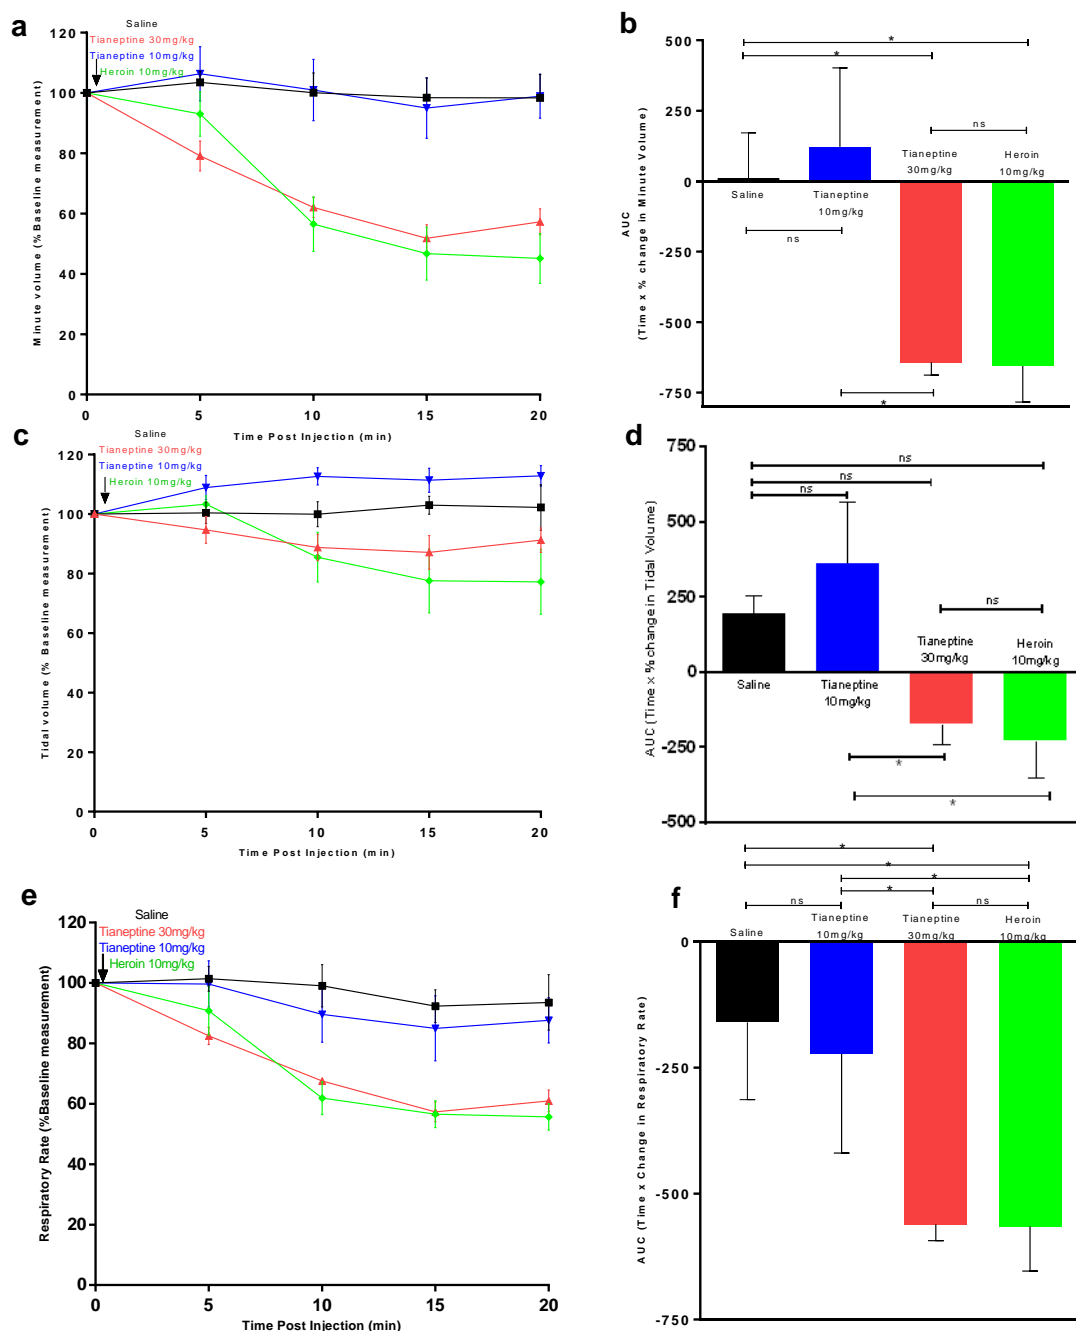 a
Saline
Tianeptine 30mg/kg
Tianeptine 10mg/kg
Heroin 10mg/kg
120
100
80
60
40
20
0
Minute volume (% Baseline measurement)
0 5 10 15 20
Time Post Injection (min)
b
500
250
0
-250
-500
-750
AUC
(Time x % change in Minute Volume)
*
*
ns
Tianeptine
30mg/kg
Heroin
10mg/kg
Saline
Tianeptine
10mg/kg
ns
*
c
Saline
Tianeptine 30mg/kg
Tianeptine 10mg/kg
Heroin 10mg/kg
120
100
80
60
40
20
0
Tidal volume (% Baseline measurement)
0 5 10 15 20
Time Post Injection (min)
d
750
500
250
0
-250
-500
AUC (Time x % change in Tidal Volume)
ns
ns
ns
ns
Tianeptine
30mg/kg
Heroin
10mg/kg
Saline
Tianeptine
10mg/kg
*
*
e
Saline
Tianeptine 30mg/kg
Tianeptine 10mg/kg
Heroin 10mg/kg
120
100
80
60
40
20
0
Respiratory Rate (%Baseline measurement)
0 5 10 15 20
Time Post Injection (min)
f
*
*
*
*
ns
ns
Saline
Tianeptine
10mg/kg
Tianeptine
30mg/kg
Heroin
10mg/kg
0
-250
-500
-750
AUC (Time x Change in Respiratory Rate)